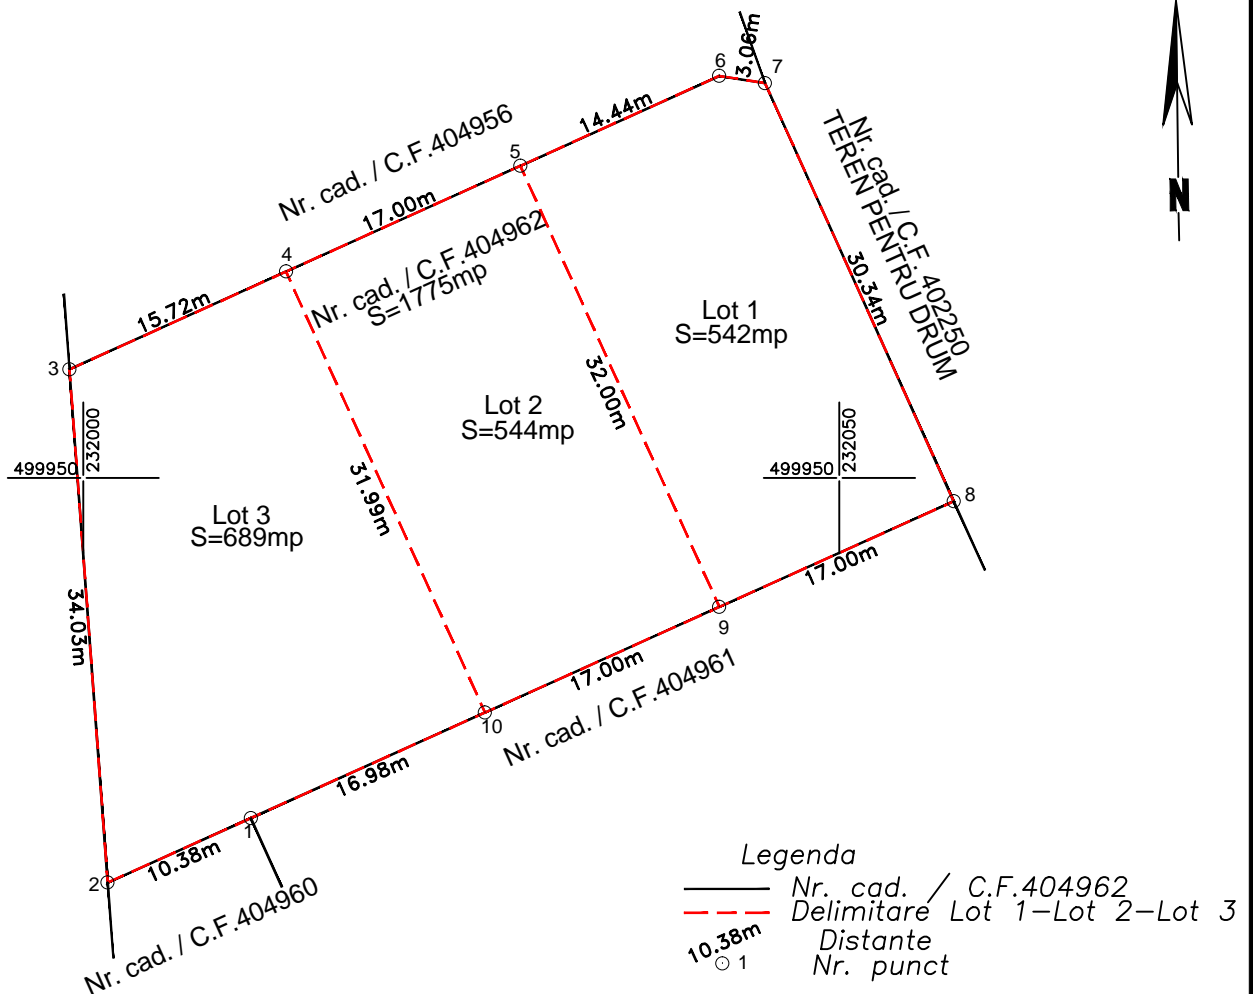 3.06m
6
7
14.44m
Nr. cad. / C.F.404956
5
17.00m
Nr. cad. / C.F. 402250
TEREN PENTRU DRUM
N
4
Nr. cad. / C.F.404962
S=1775mp
15.72m
30.34m
Lot 1
S=542mp
3
32.00m
Lot 2
S=544mp
232000
499950
232050
499950
31.99m
8
Lot 3
S=689mp
17.00m
34.03m
9
17.00m
Nr. cad. / C.F.404961
10
16.98m
1
10.38m
2
Nr. cad. / C.F.404960
Legenda
Nr. cad. / C.F.404962
Delimitare Lot 1-Lot 2-Lot 3
10.38m Distante
1 Nr. punct